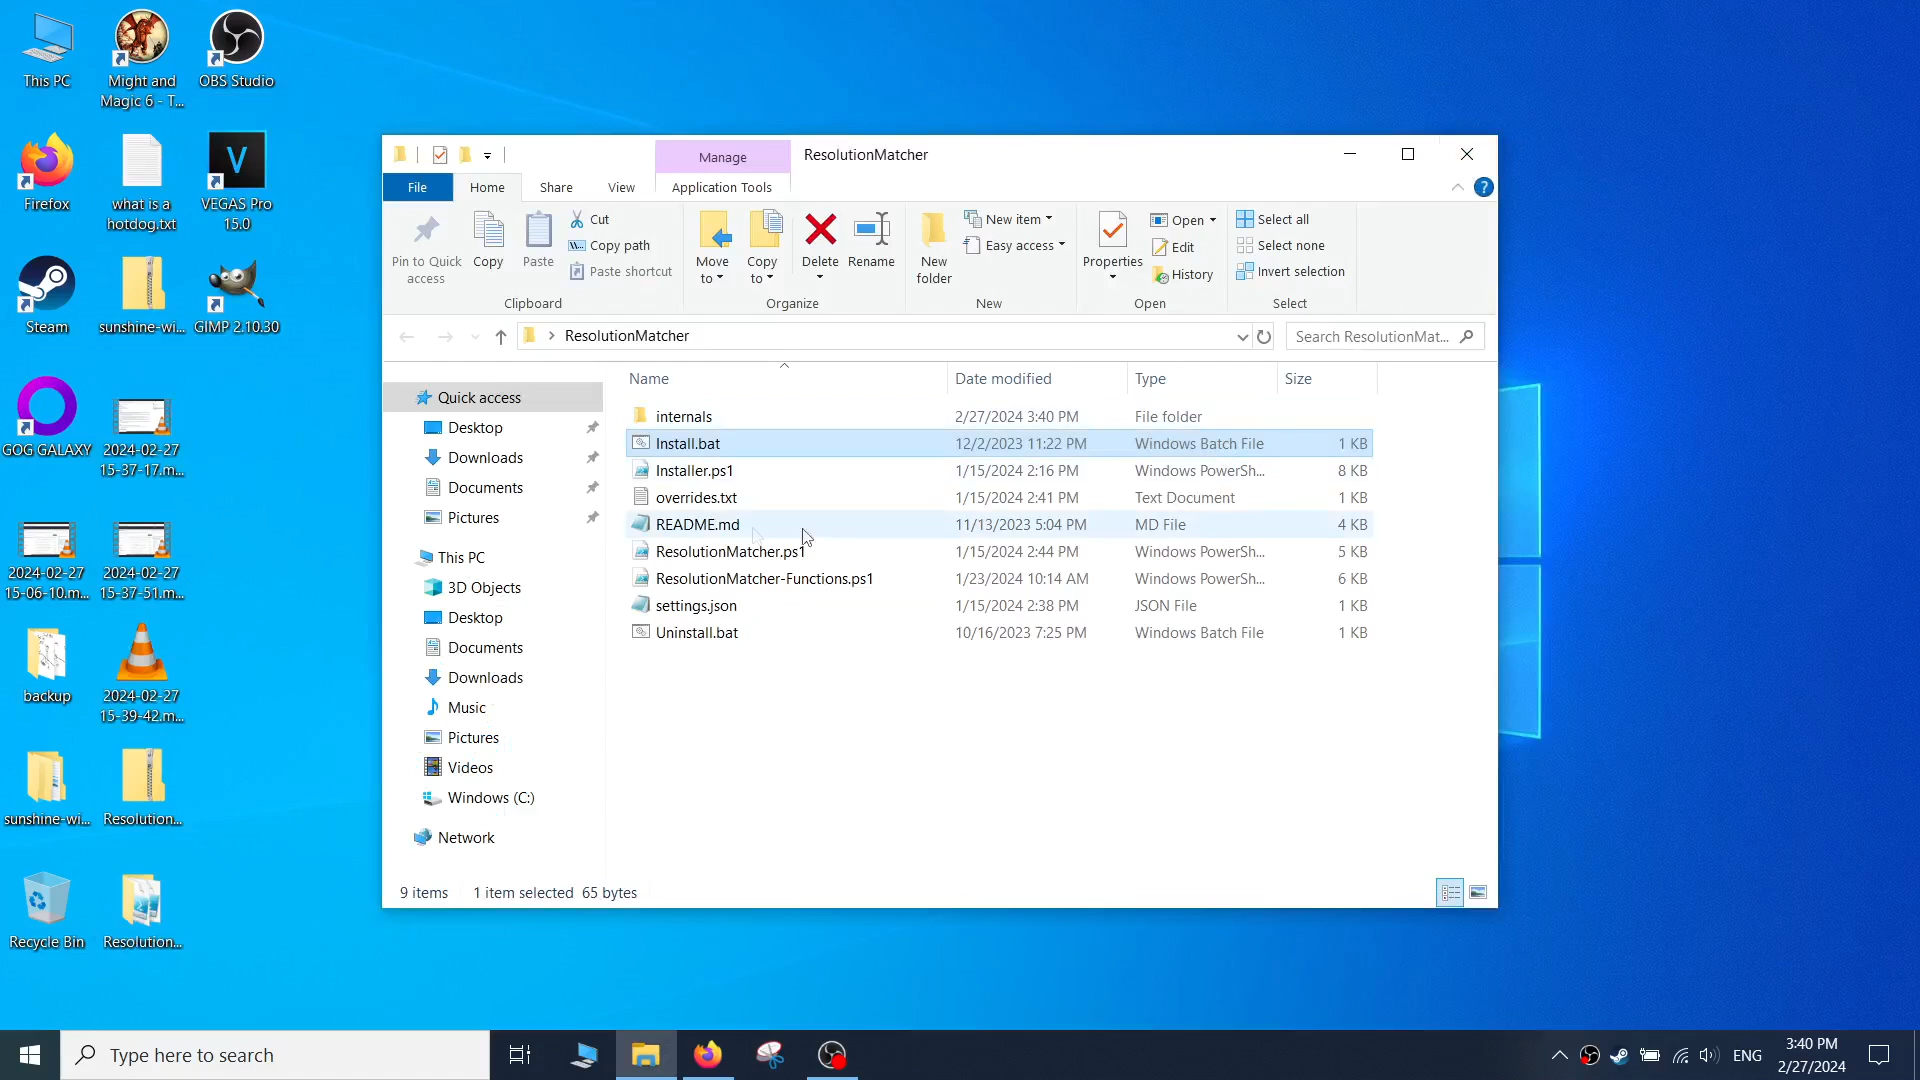 This PC
Might and
Magic 6 - T...
OBS Studio
Firefox
what is a
hotdog.txt
VEGAS Pro
15.0
Steam
sunshine-wi...
GIMP 2.10.30
GOG GALAXY
2024-02-27
15-37-17.m...
2024-02-27
15-06-10.m...
2024-02-27
15-37-51.m...
backup
2024-02-27
15-39-42.m...
sunshine-wi...
Resolution...
Recycle Bin
Resolution...
Manage
ResolutionMatcher
File
Home
Share
View
Application Tools
Pin to Quick
access
Copy
Paste
Cut
Copy path
Paste shortcut
Clipboard
Move
to
Copy
to
Delete
Rename
Organize
New
folder
New item
Easy access
New
Properties
Open
Edit
History
Open
Select all
Select none
Invert selection
Select
ResolutionMatcher
Search ResolutionMat...
Quick access
Desktop
Downloads
Documents
Pictures
This PC
3D Objects
Desktop
Documents
Downloads
Music
Pictures
Videos
Windows (C:)
Network
Name Date modified Type Size
internals 2/27/2024 3:40 PM File folder
Install.bat 12/2/2023 11:22 PM Windows Batch File 1 KB
Installer.ps1 1/15/2024 2:16 PM Windows PowerSh... 8 KB
overrides.txt 1/15/2024 2:41 PM Text Document 1 KB
README.md 11/13/2023 5:04 PM MD File 4 KB
ResolutionMatcher.ps1 1/15/2024 2:44 PM Windows PowerSh... 5 KB
ResolutionMatcher-Functions.ps1 1/23/2024 10:14 AM Windows PowerSh... 6 KB
settings.json 1/15/2024 2:38 PM JSON File 1 KB
Uninstall.bat 10/16/2023 7:25 PM Windows Batch File 1 KB
9 items 1 item selected 65 bytes
Type here to search
ENG
3:40 PM
2/27/2024